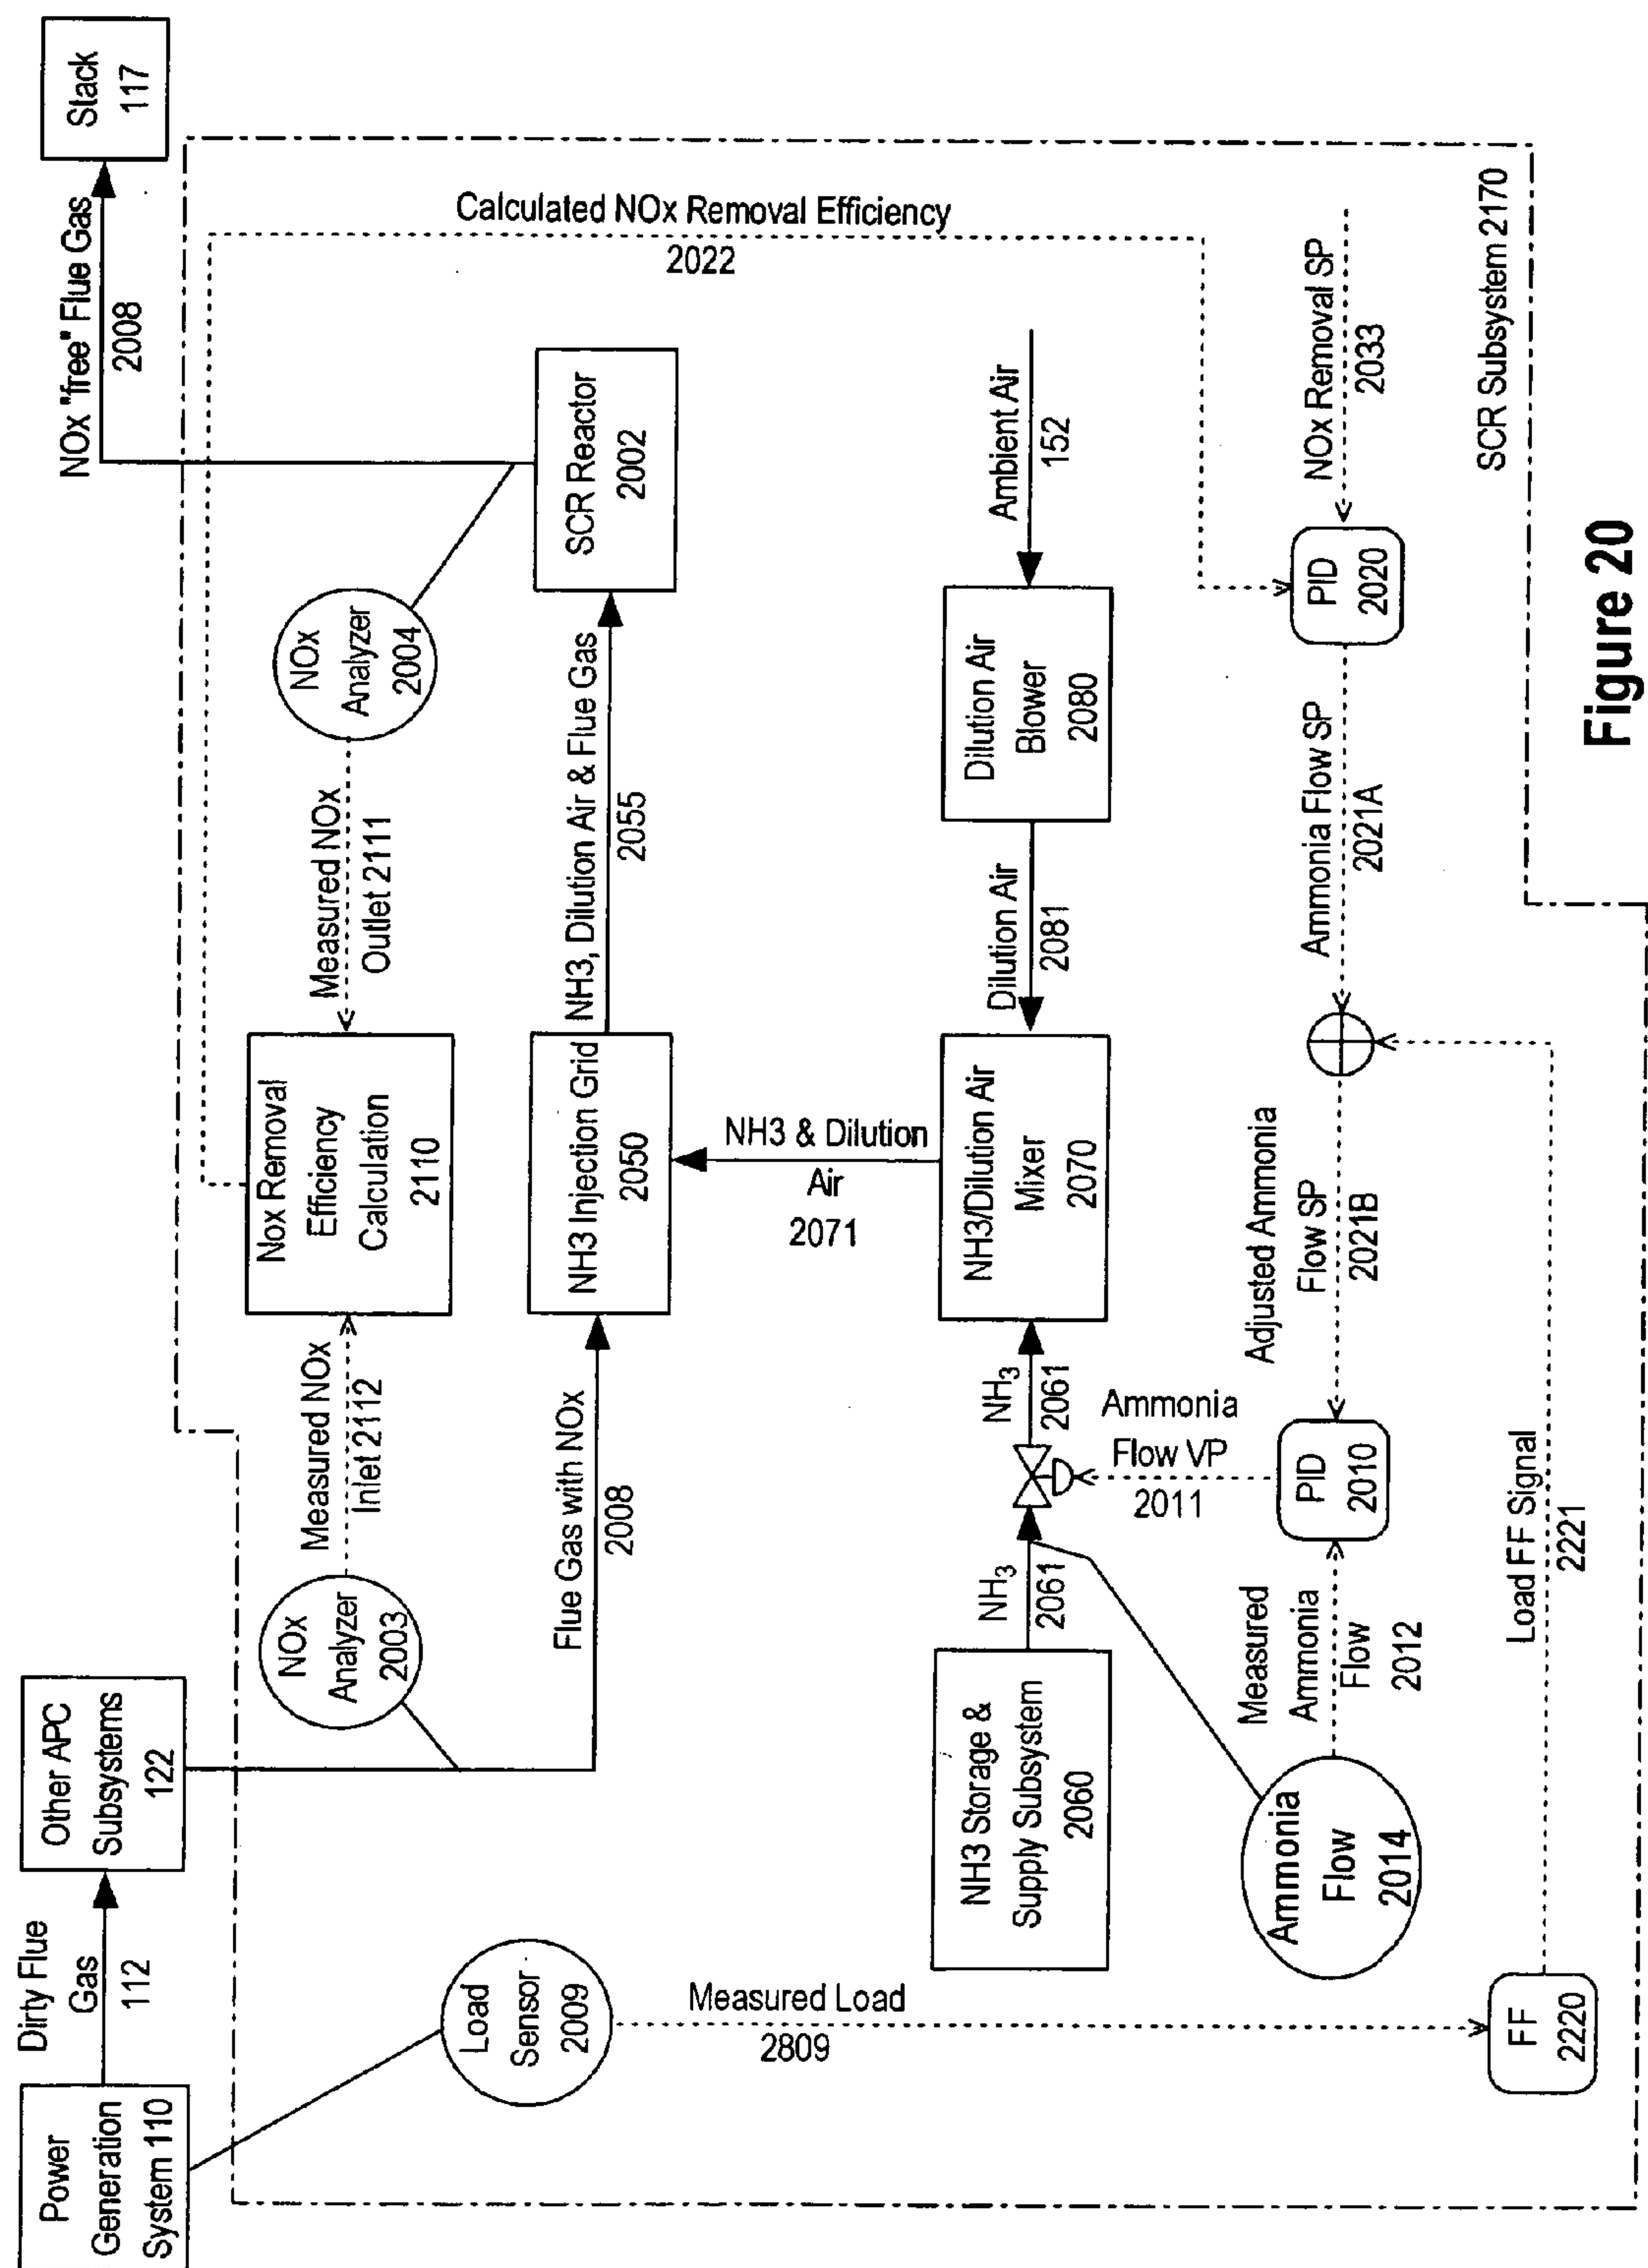 Power
Generation
System 110
Dirty Flue
Gas
112
Other APC
Subsystems
122
NOx "free" Flue Gas
2008
Stack
117
Load
Sensor
2009
Measured Load
2809
NOx
Analyzer
2003
Measured NOx
Inlet 2112
Nox Removal
Efficiency
Calculation
2110
Measured NOx
Outlet 2111
NOx
Analyzer
2004
Calculated NOx Removal Efficiency
2022
Flue Gas with NOx
2008
NH3 Injection Grid
2050
NH3, Dilution Air & Flue Gas
2055
SCR Reactor
2002
NH3 & Dilution
Air
2071
NH3 Storage &
Supply Subsystem
2060
NH3
2061
NH3
2061
NH3/Dilution Air
Mixer
2070
Dilution Air
2081
Dilution Air
Blower
2080
Ambient Air
152
Ammonia
Flow VP
2011
Ammonia
Flow
2014
Measured
Ammonia
Flow
2012
PID
2010
Adjusted Ammonia
Flow SP
2021B
Ammonia Flow SP
2021A
PID
2020
NOx Removal SP
2033
FF
2220
Load FF Signal
2221
SCR Subsystem 2170
Figure 20